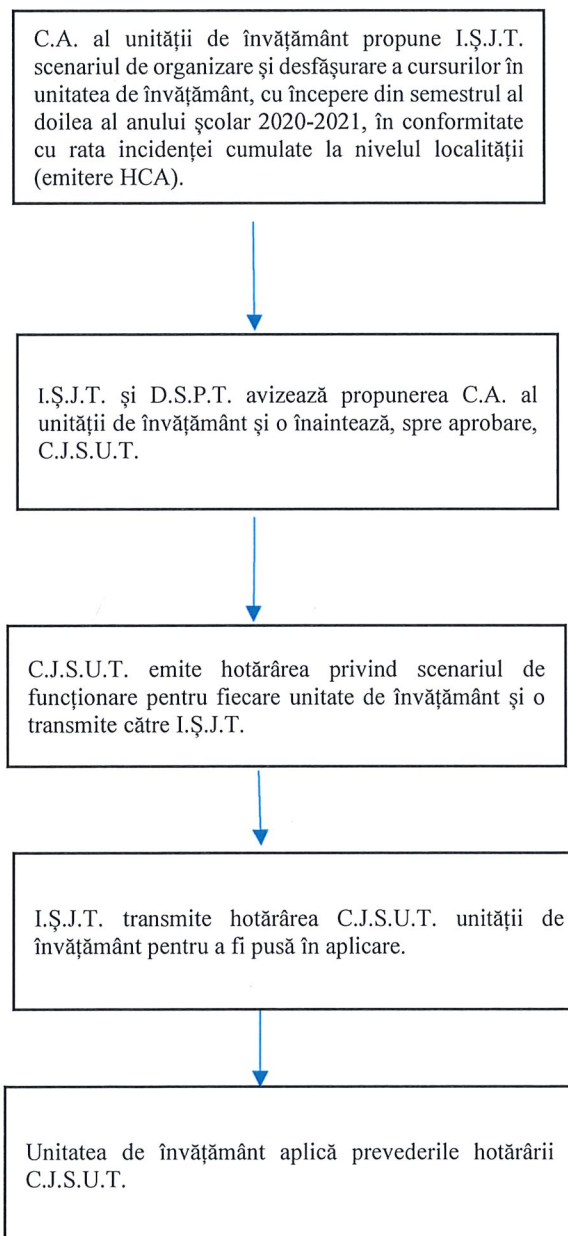 C.A. al unității de învățământ propune I.Ș.J.T.
scenariul de organizare și desfășurare a cursurilor în
unitatea de învățământ, cu începere din semestrul al
doilea al anului școlar 2020-2021, în conformitate
cu rata incidenței cumulate la nivelul localității
(emitere HCA).
I.Ș.J.T. și D.S.P.T. avizează propunerea C.A. al
unității de învățământ și o înaintează, spre aprobare,
C.J.S.U.T.
C.J.S.U.T. emite hotărârea privind scenariul de
funcționare pentru fiecare unitate de învățământ și o
transmite către I.Ș.J.T.
I.Ș.J.T. transmite hotărârea C.J.S.U.T. unității de
învățământ pentru a fi pusă în aplicare.
Unitatea de învățământ aplică prevederile hotărârii
C.J.S.U.T.